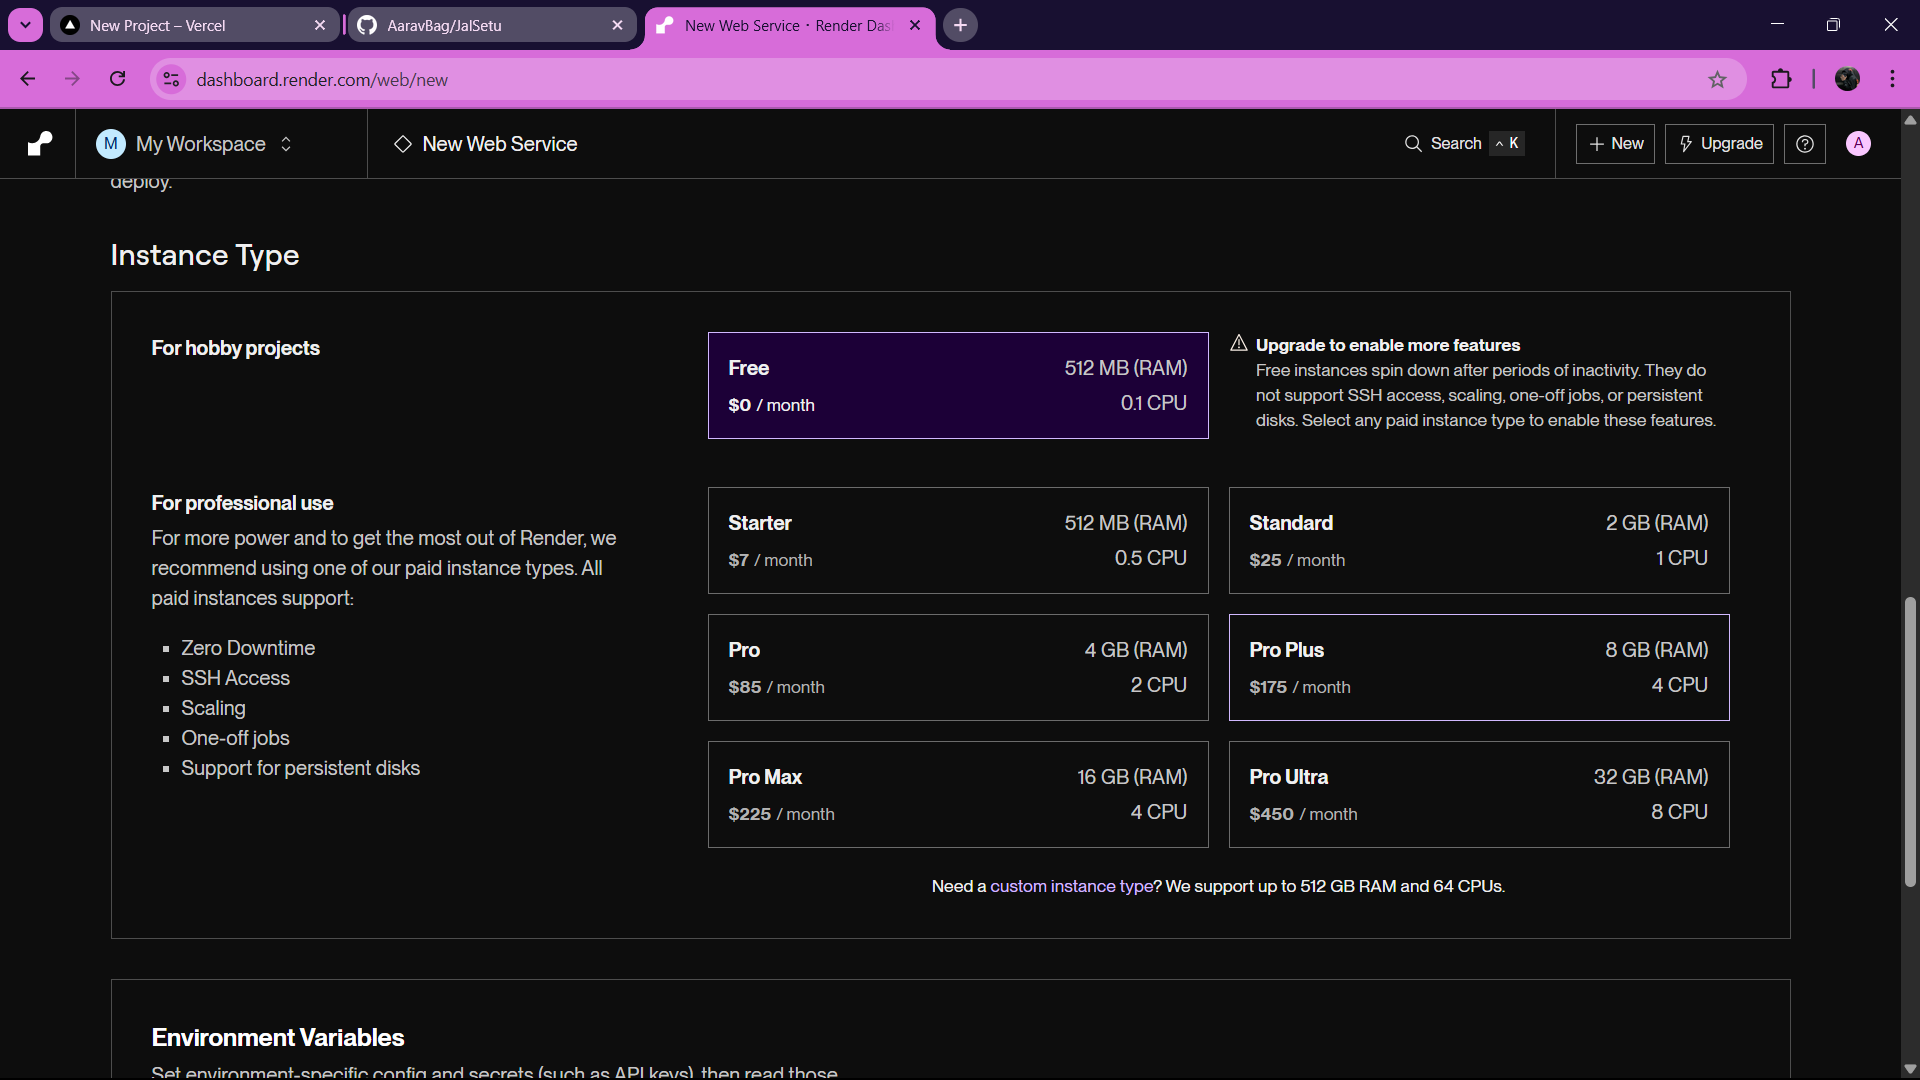 New Project – Vercel
AaravBag/JalSetu
New Web Service · Render Das
dashboard.render.com/web/new
M My Workspace
New Web Service
Search ^ K
+ New
Upgrade
A
deploy.
Instance Type
For hobby projects
Free 512 MB (RAM)
$0 / month 0.1 CPU
Upgrade to enable more features
Free instances spin down after periods of inactivity. They do
not support SSH access, scaling, one-off jobs, or persistent
disks. Select any paid instance type to enable these features.
For professional use
For more power and to get the most out of Render, we
recommend using one of our paid instance types. All
paid instances support:
Zero Downtime
SSH Access
Scaling
One-off jobs
Support for persistent disks
Starter 512 MB (RAM)
$7 / month 0.5 CPU
Standard 2 GB (RAM)
$25 / month 1 CPU
Pro 4 GB (RAM)
$85 / month 2 CPU
Pro Plus 8 GB (RAM)
$175 / month 4 CPU
Pro Max 16 GB (RAM)
$225 / month 4 CPU
Pro Ultra 32 GB (RAM)
$450 / month 8 CPU
Need a custom instance type? We support up to 512 GB RAM and 64 CPUs.
Environment Variables
Set environment-specific config and secrets (such as API keys), then read those